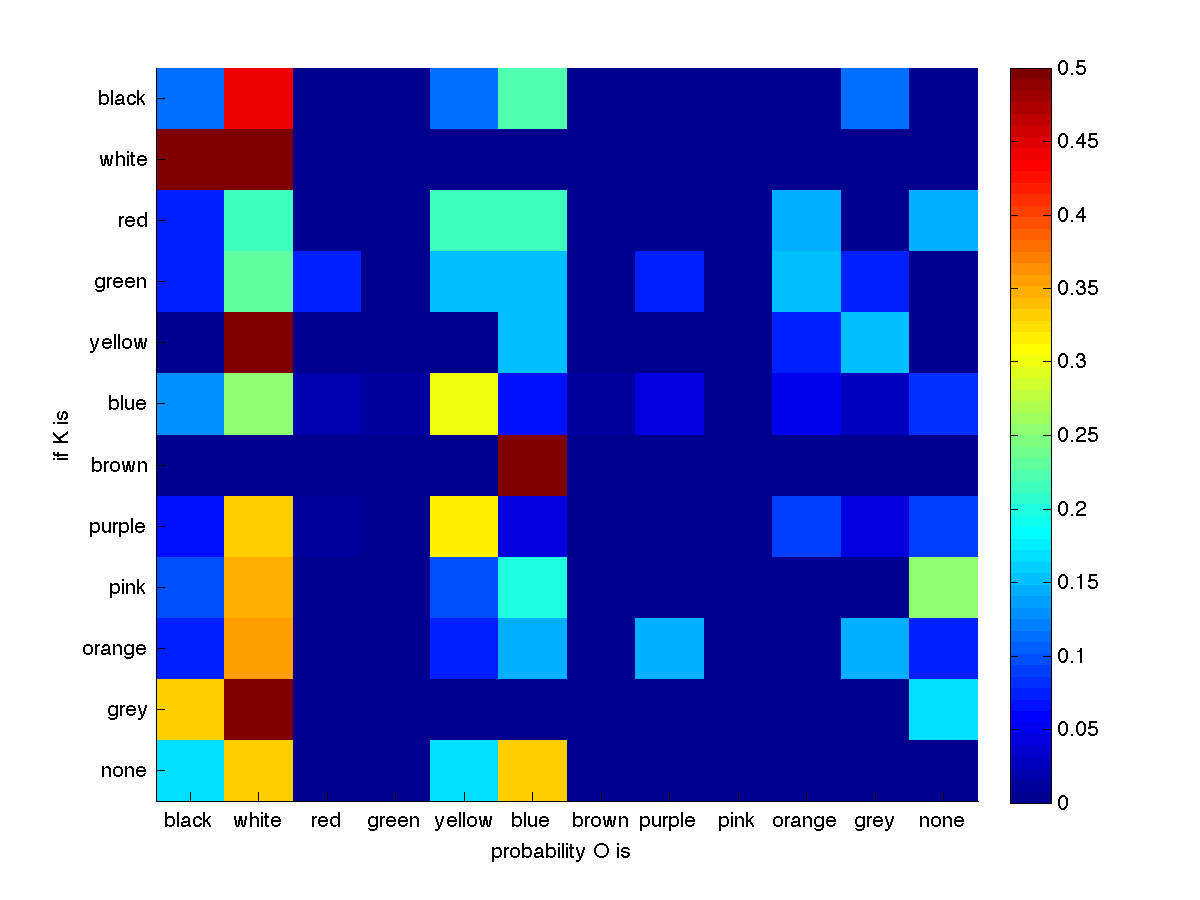 if K is
black
white
red
green
yellow
blue
brown
purple
pink
orange
grey
none
black white red green yellow blue brown purple pink orange grey none
probability O is
0.5
0.45
0.4
0.35
0.3
0.25
0.2
0.15
0.1
0.05
0